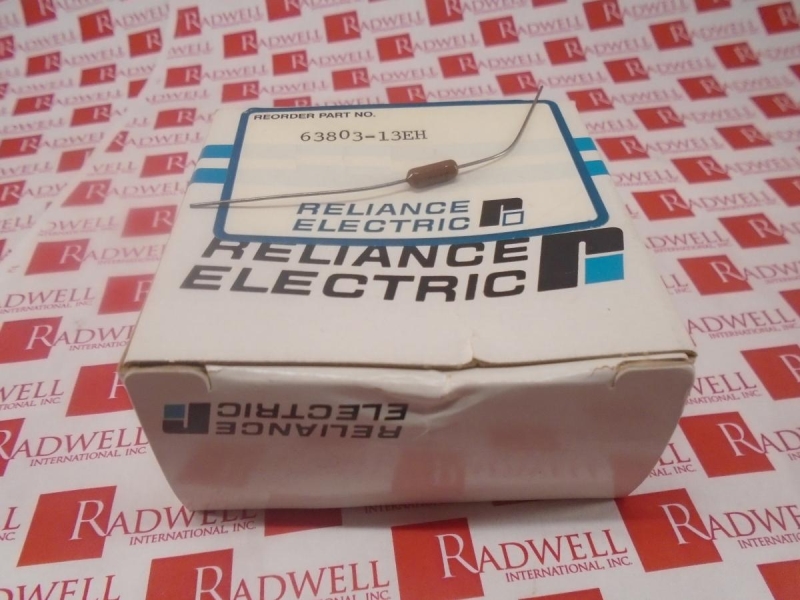 REORDER PART NO.
63803-13EH
RELIANCE
ELECTRIC
RELIANCE
ELECTRIC
RELIANCE
ELECTRIC
RADWELL
INTERNATIONAL, INC.